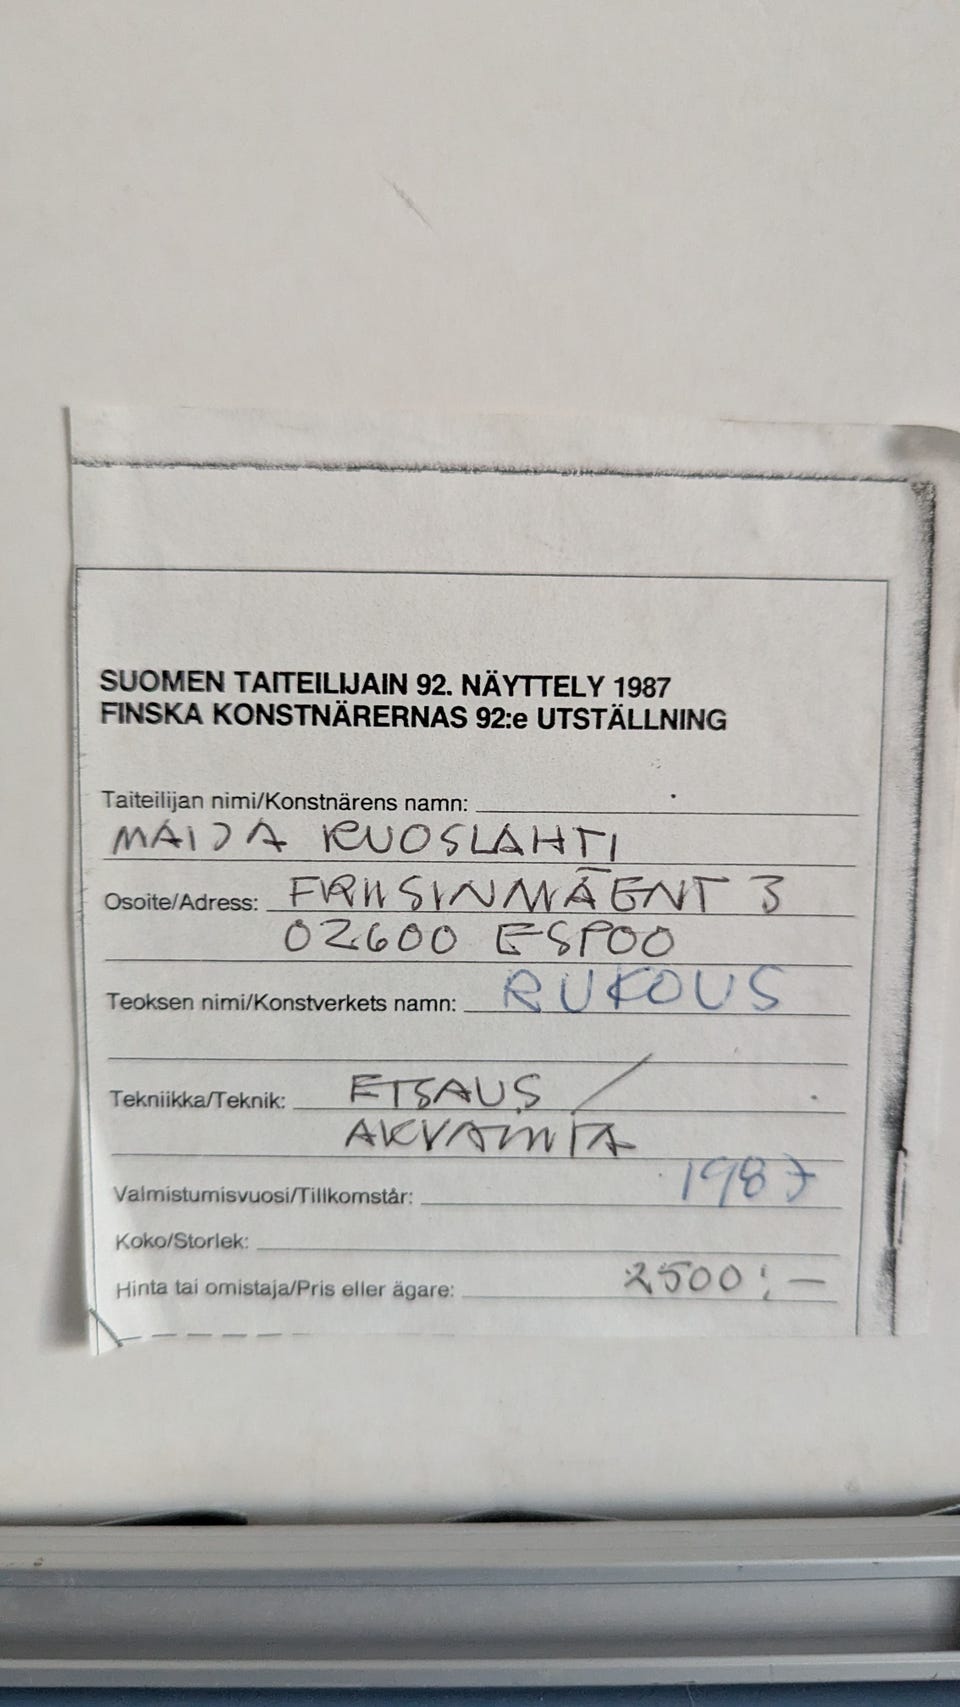 SUOMEN TAITEILIJAIN 92. NÄYTTELY 1987
FINSKA KONSTNÄRERNAS 92:e UTSTÄLLNING
Taiteilijan nimi/Konstnärens namn:
MAIJA RUOSLAHTI
Osoite/Adress: FRIISINMÄENT 3
02600 ESPOO
Teoksen nimi/Konstverkets namn: RUKOUS
Tekniikka/Teknik: ETSAUS /
AKVATINTA
Valmistumisvuosi/Tillkomstår: 1987
Koko/Storlek:
Hinta tai omistaja/Pris eller ägare: 2500:-